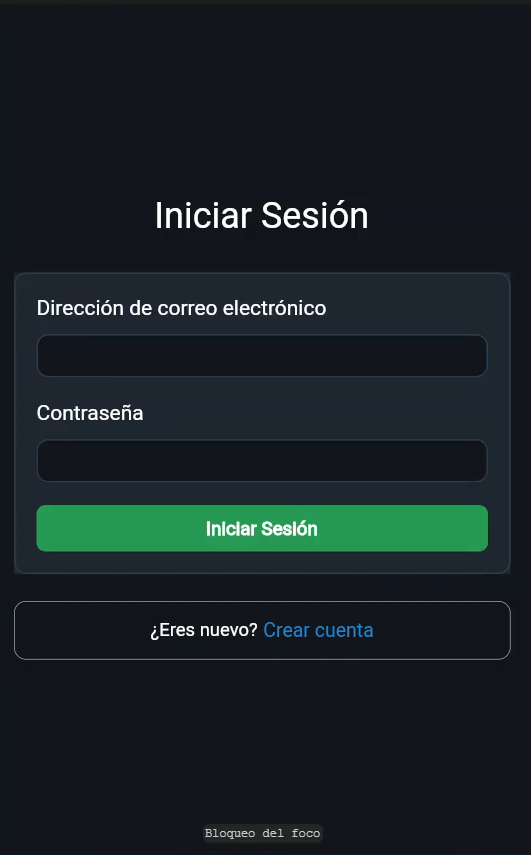 Iniciar Sesión
Dirección de correo electrónico
Contraseña
Iniciar Sesión
¿Eres nuevo? Crear cuenta
Bloqueo del foco